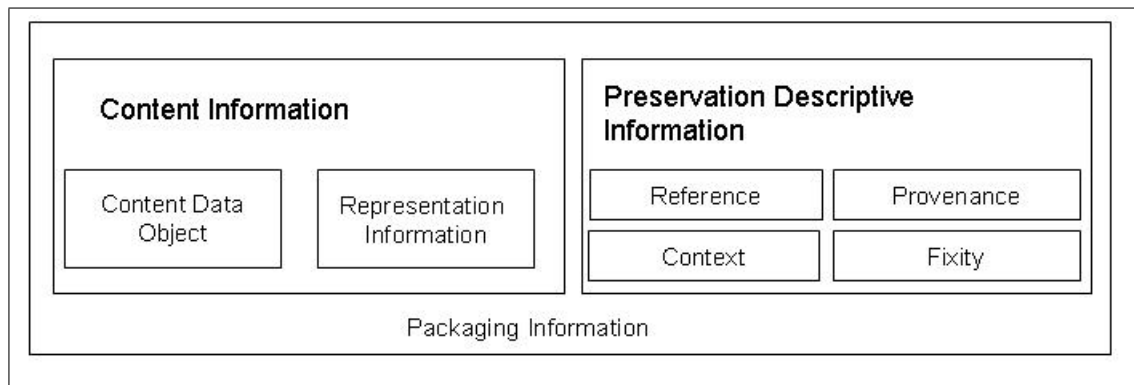 Content Information
Content Data
Object
Representation
Information
Preservation Descriptive
Information
Reference
Provenance
Context
Fixity
Packaging Information